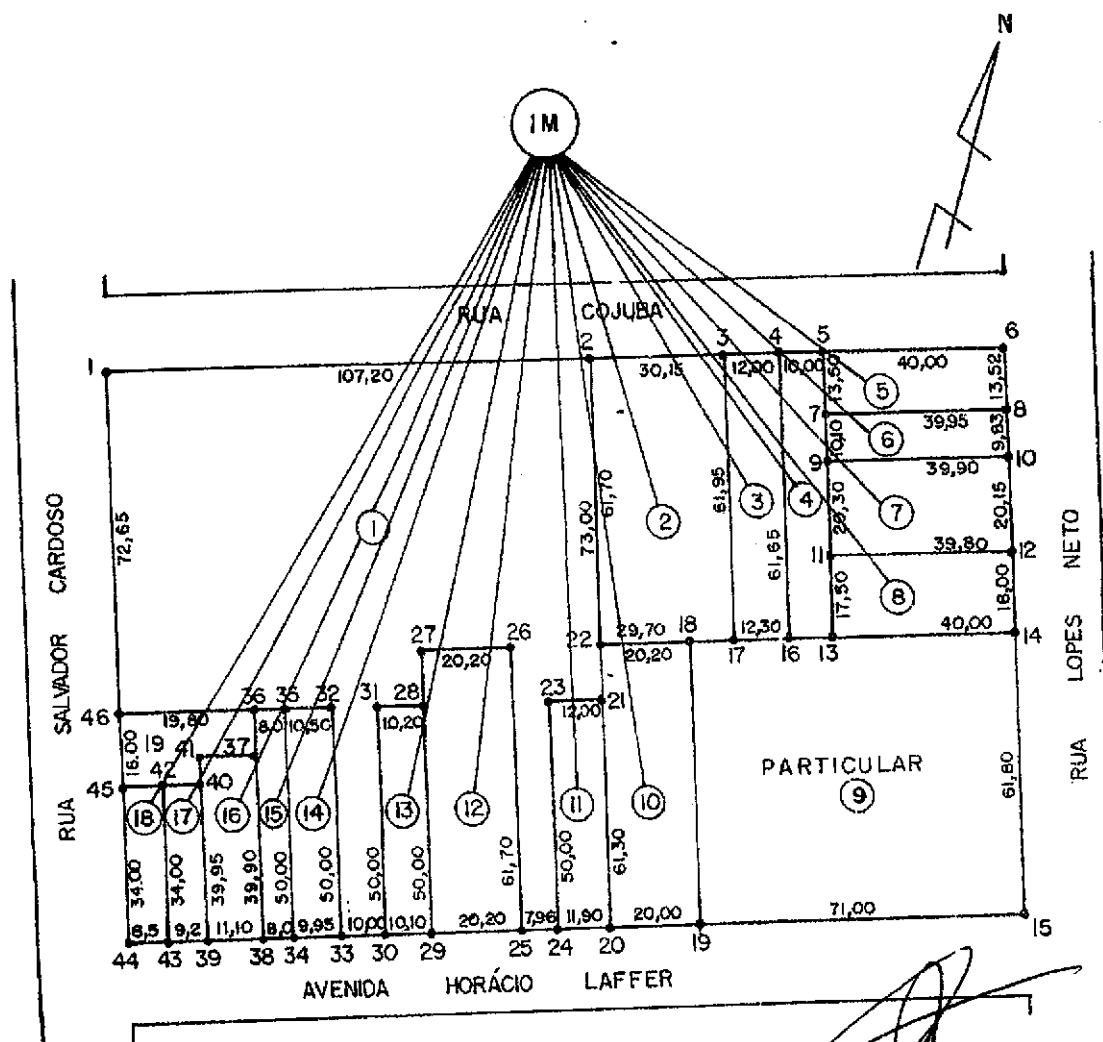 N
1M
RUA COJUBA
1 2 3 4 5 6
107,20 30,15 12,00 10,00 40,00
13,50 13,52
5
7 39,95 8
6
10,10 9,83
9 39,90 10
RUA SALVADOR CARDOSO
72,65
1
73,00
61,70
2
61,95
3
4
61,65
7
20,15
39,80
11 12
8
17,50 18,00
RUA LOPES NETO
27 26
20,20
22 29,70 18 12,30 40,00 14
20,20 17 16 13
46 36 35 32 31 28 23 21
19,80 8,0 10,50 10,20 12,00
16,00 19 41 37
45 42 40
PARTICULAR
9
61,80
18 17 16 15 14 13 12 11 10
34,00 34,00 39,95 39,90 50,00 50,00 50,00 50,00 61,70 50,00 61,30
9,2 11,10 8,0 9,95 10,00 10,10 20,20 7,96 11,90 20,00 71,00
44 43 39 38 34 33 30 29 25 24 20 19 15
AVENIDA HORÁCIO LAFFER